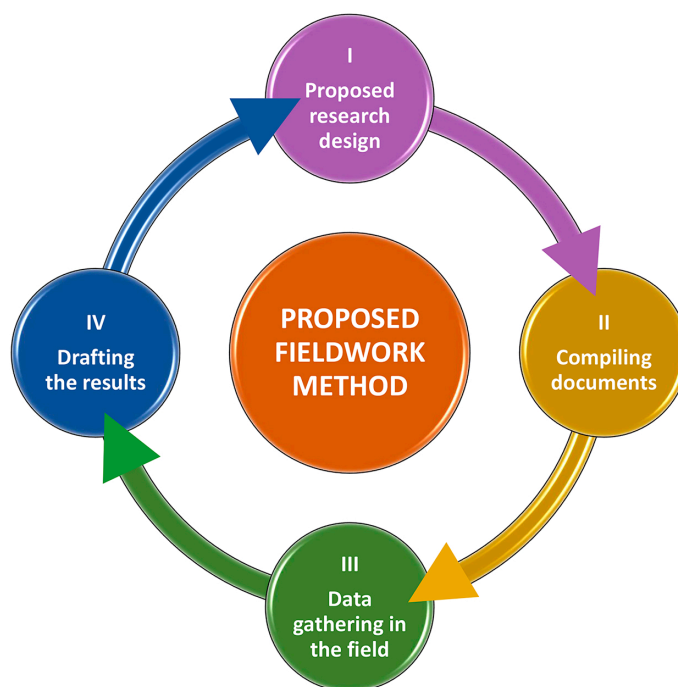 I
Proposed
research
design
II
Compiling
documents
III
Data
gathering in
the field
IV
Drafting
the results
PROPOSED
FIELDWORK
METHOD